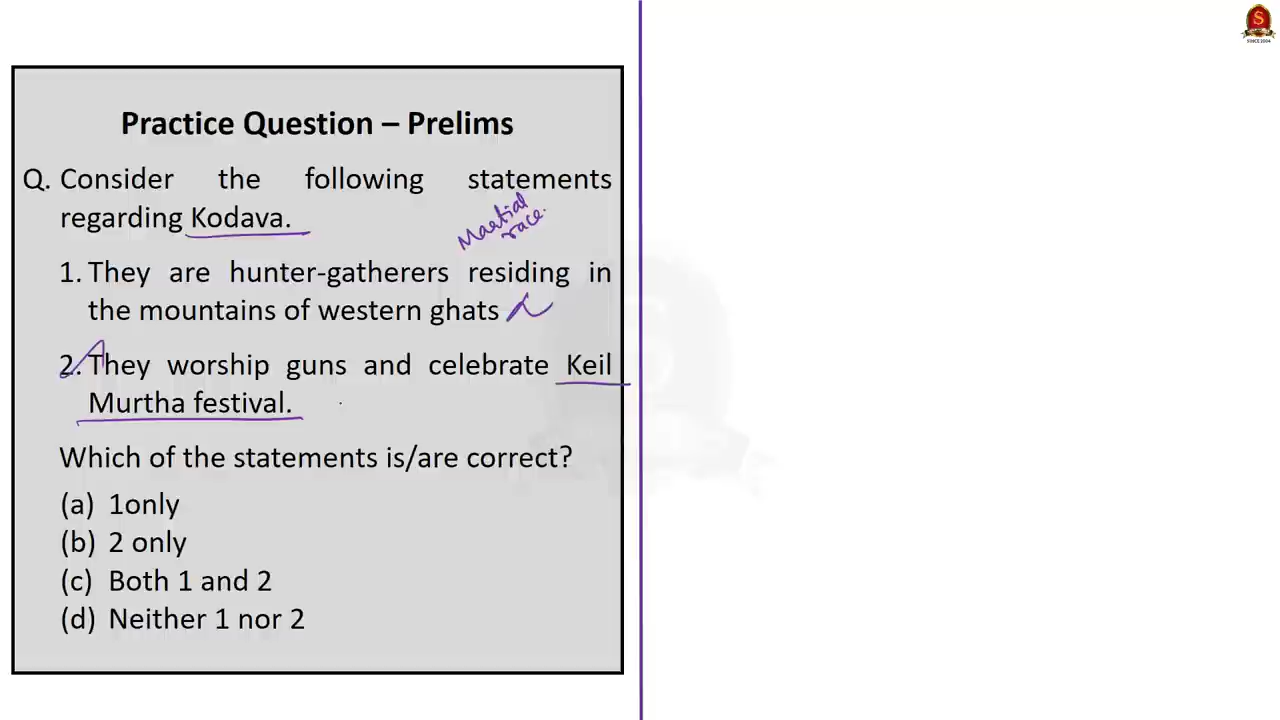 Practice Question – Prelims
Q. Consider the following statements
regarding Kodava.
Martial
race.
1. They are hunter-gatherers residing in
the mountains of western ghats
2. They worship guns and celebrate Keil
Murtha festival.
Which of the statements is/are correct?
(a) 1only
(b) 2 only
(c) Both 1 and 2
(d) Neither 1 nor 2
S
SINCE 2004